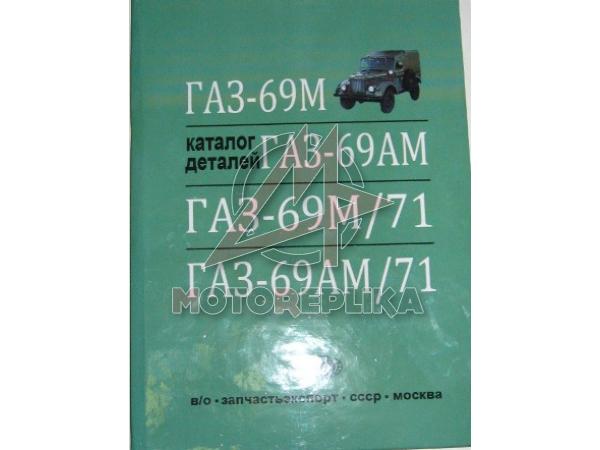 ГАЗ-69М
каталог
деталей ГАЗ-69АМ
ГАЗ-69М/71
ГАЗ-69АМ/71
MOTOREPLIKA
в/о • запчастьэкспорт • ссср • москва